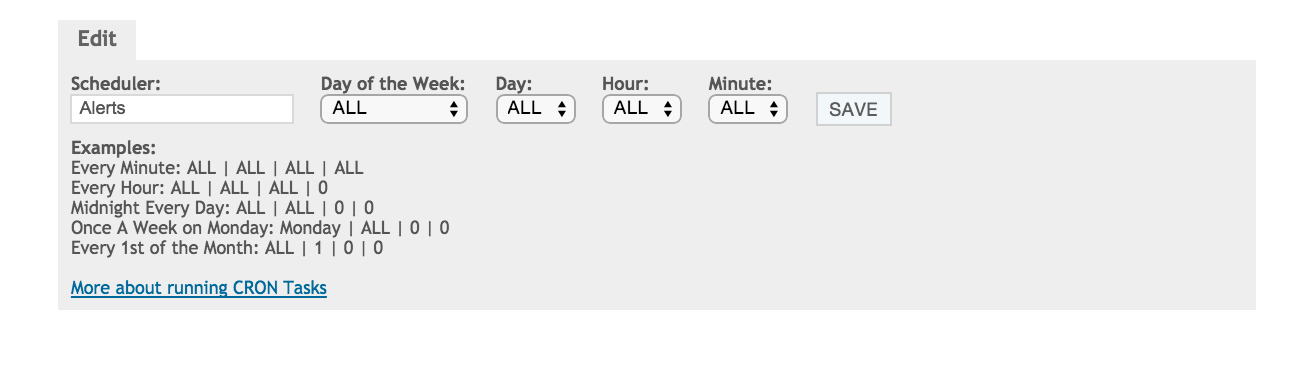 Edit
Scheduler: Day of the Week: Day: Hour: Minute:
Alerts ALL ALL ALL ALL SAVE
Examples:
Every Minute: ALL | ALL | ALL | ALL
Every Hour: ALL | ALL | ALL | 0
Midnight Every Day: ALL | ALL | 0 | 0
Once A Week on Monday: Monday | ALL | 0 | 0
Every 1st of the Month: ALL | 1 | 0 | 0
More about running CRON Tasks